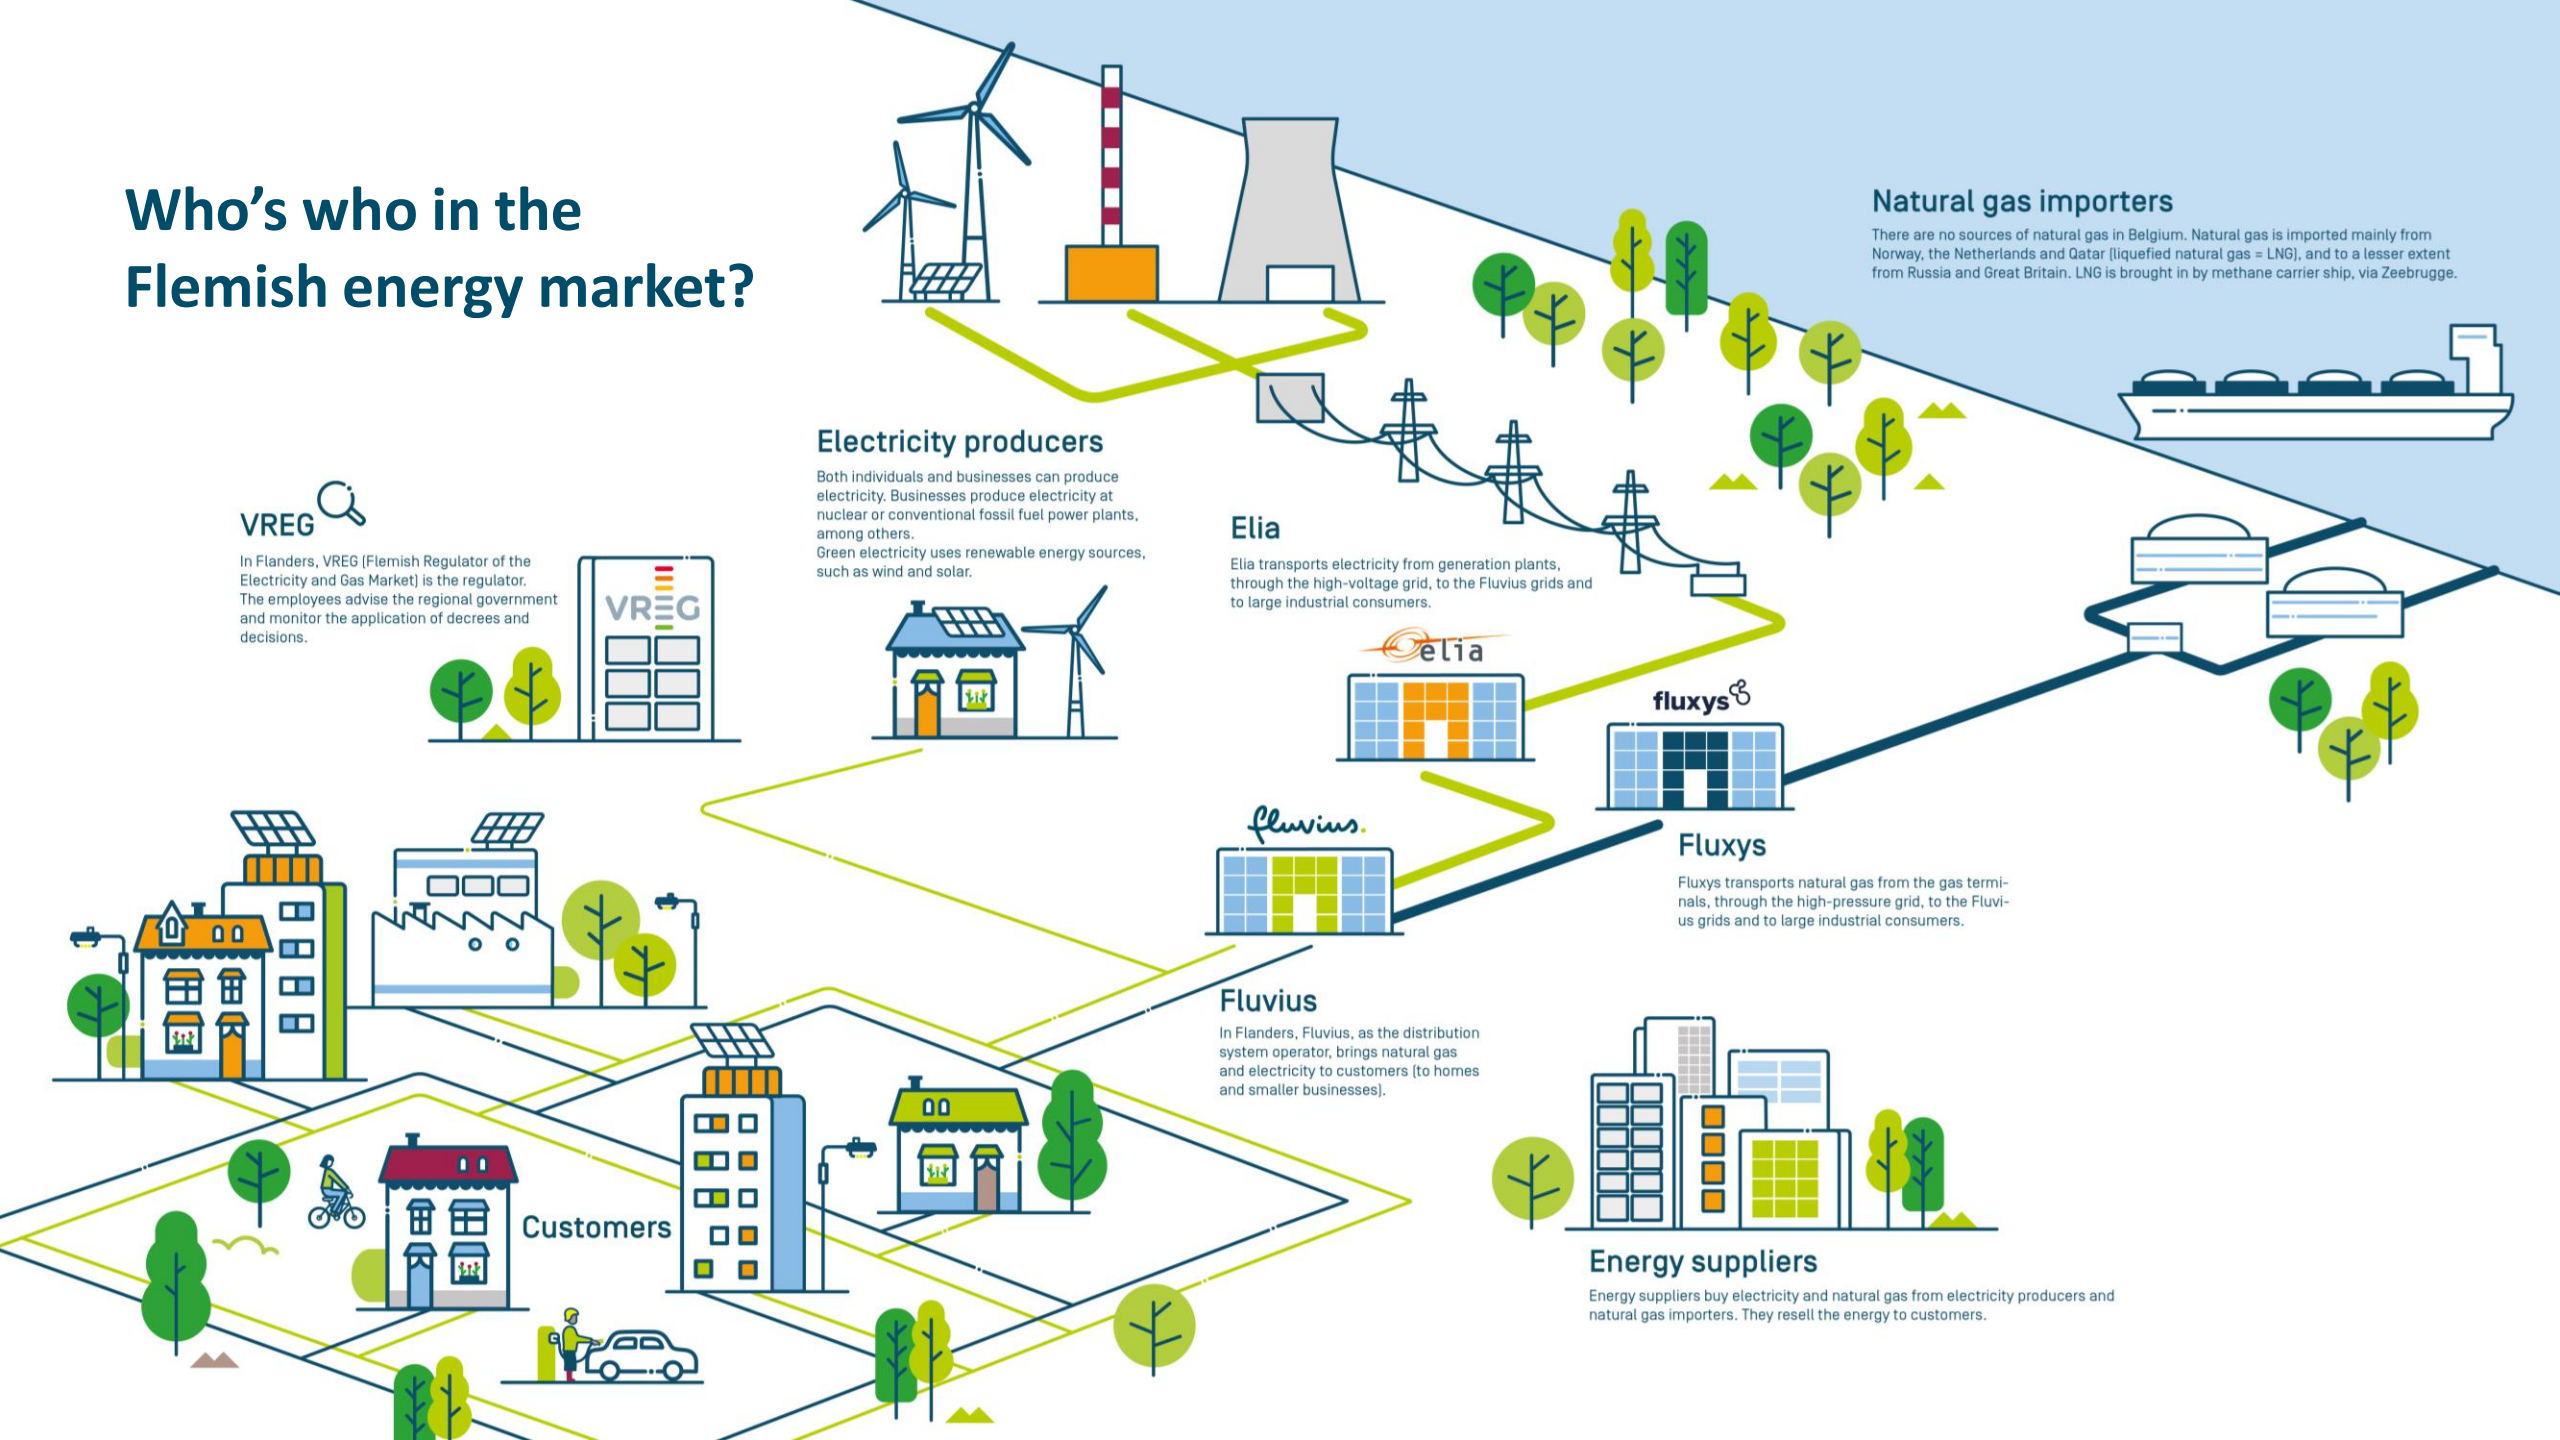 Who's who in the
Flemish energy market?
Natural gas importers
There are no sources of natural gas in Belgium. Natural gas is imported mainly from
Norway, the Netherlands and Qatar (liquefied natural gas = LNG), and to a lesser extent
from Russia and Great Britain. LNG is brought in by methane carrier ship, via Zeebrugge.
Electricity producers
Both individuals and businesses can produce
electricity. Businesses produce electricity at
nuclear or conventional fossil fuel power plants,
among others.
Green electricity uses renewable energy sources,
such as wind and solar.
VREG
In Flanders, VREG (Flemish Regulator of the
Electricity and Gas Market) is the regulator.
The employees advise the regional government
and monitor the application of decrees and
decisions.
VREG
Elia
Elia transports electricity from generation plants,
through the high-voltage grid, to the Fluvius grids and
to large industrial consumers.
elia
fluxys
Fluxys
Fluxys transports natural gas from the gas termi-
nals, through the high-pressure grid, to the Fluvi-
us grids and to large industrial consumers.
fluvius.
Fluvius
In Flanders, Fluvius, as the distribution
system operator, brings natural gas
and electricity to customers (to homes
and smaller businesses).
Customers
Energy suppliers
Energy suppliers buy electricity and natural gas from electricity producers and
natural gas importers. They resell the energy to customers.